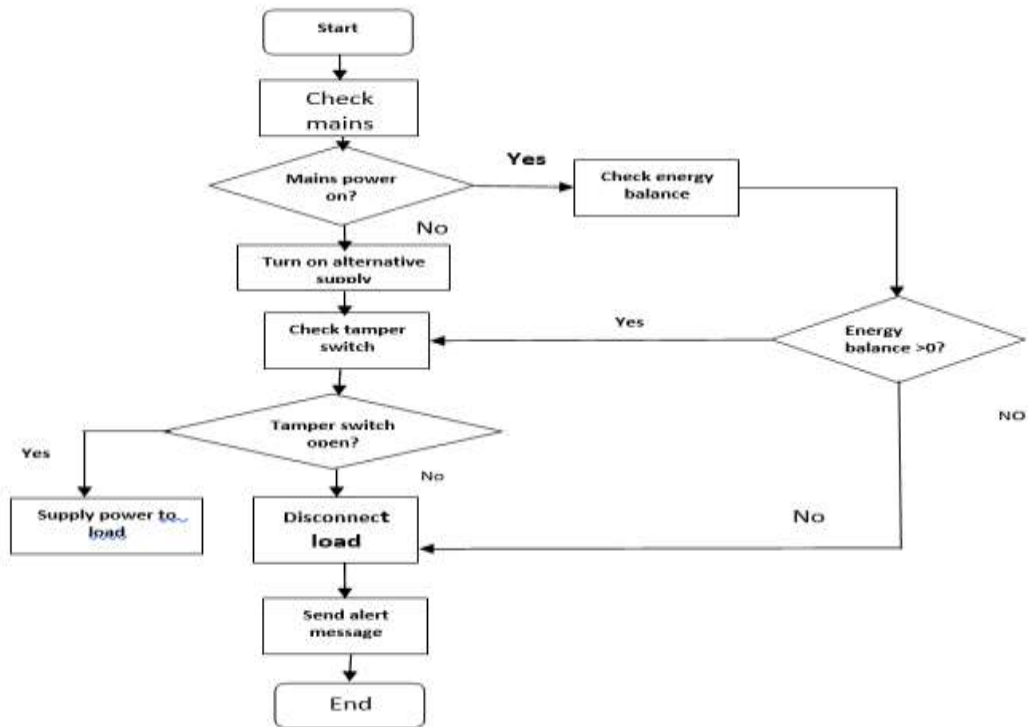 Start
Check
mains
Mains power
on?
Yes
Check energy
balance
No
Turn on alternative
supply
Check tamper
switch
Yes
Energy
balance >0?
NO
Tamper switch
open?
Yes
No
Supply power to
load
Disconnect
load
No
Send alert
message
End